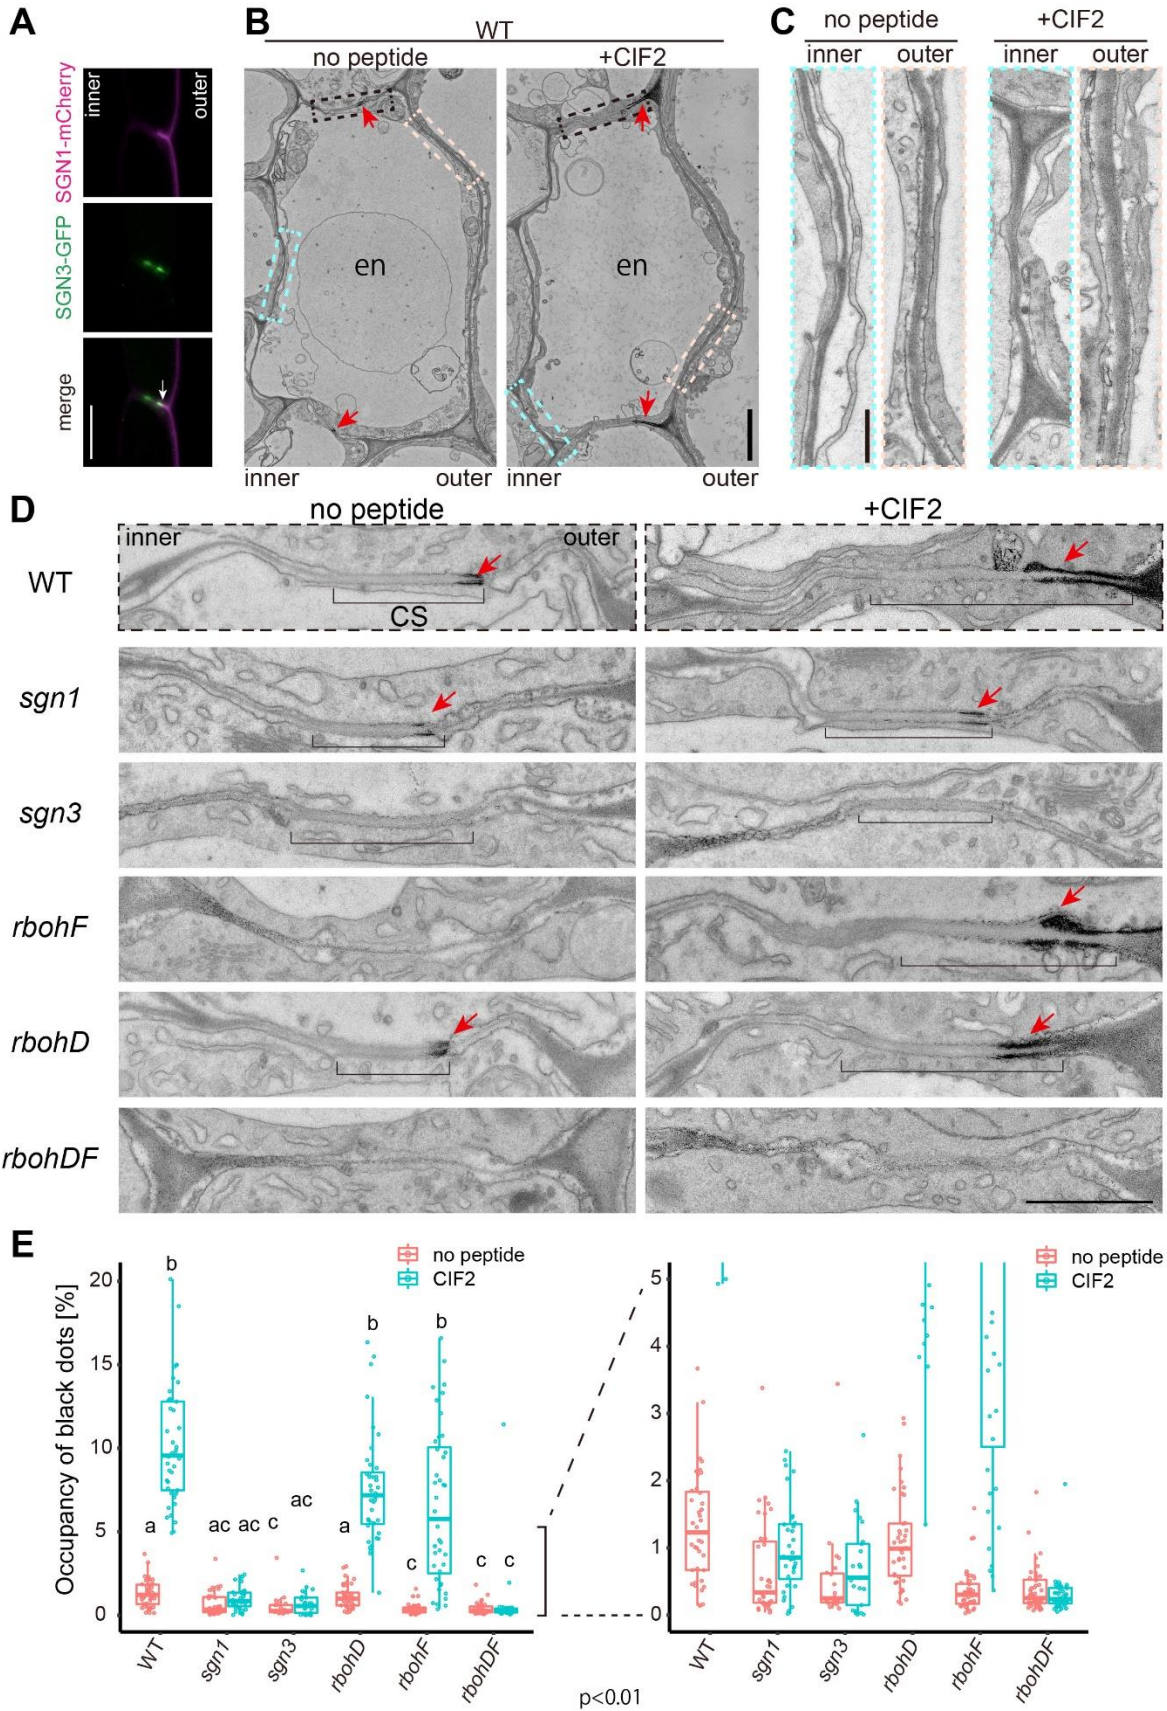 A
inner
outer
SGN1-mCherry
SGN3-GFP
merge
B
WT
no peptide
+CIF2
en
en
inner
outer
inner
outer
C
no peptide
+CIF2
inner
outer
inner
outer
D
no peptide
+CIF2
inner
outer
WT
CS
sgn1
sgn3
rbohF
rbohD
rbohDF
E
no peptide
CIF2
Occupancy of black dots [%]
20
15
10
5
0
a
b
ac
ac
c
ac
a
b
c
b
c
c
WT
sgn1
sgn3
rbohD
rbohF
rbohDF
p<0.01
no peptide
CIF2
5
4
3
2
1
0
WT
sgn1
sgn3
rbohD
rbohF
rbohDF